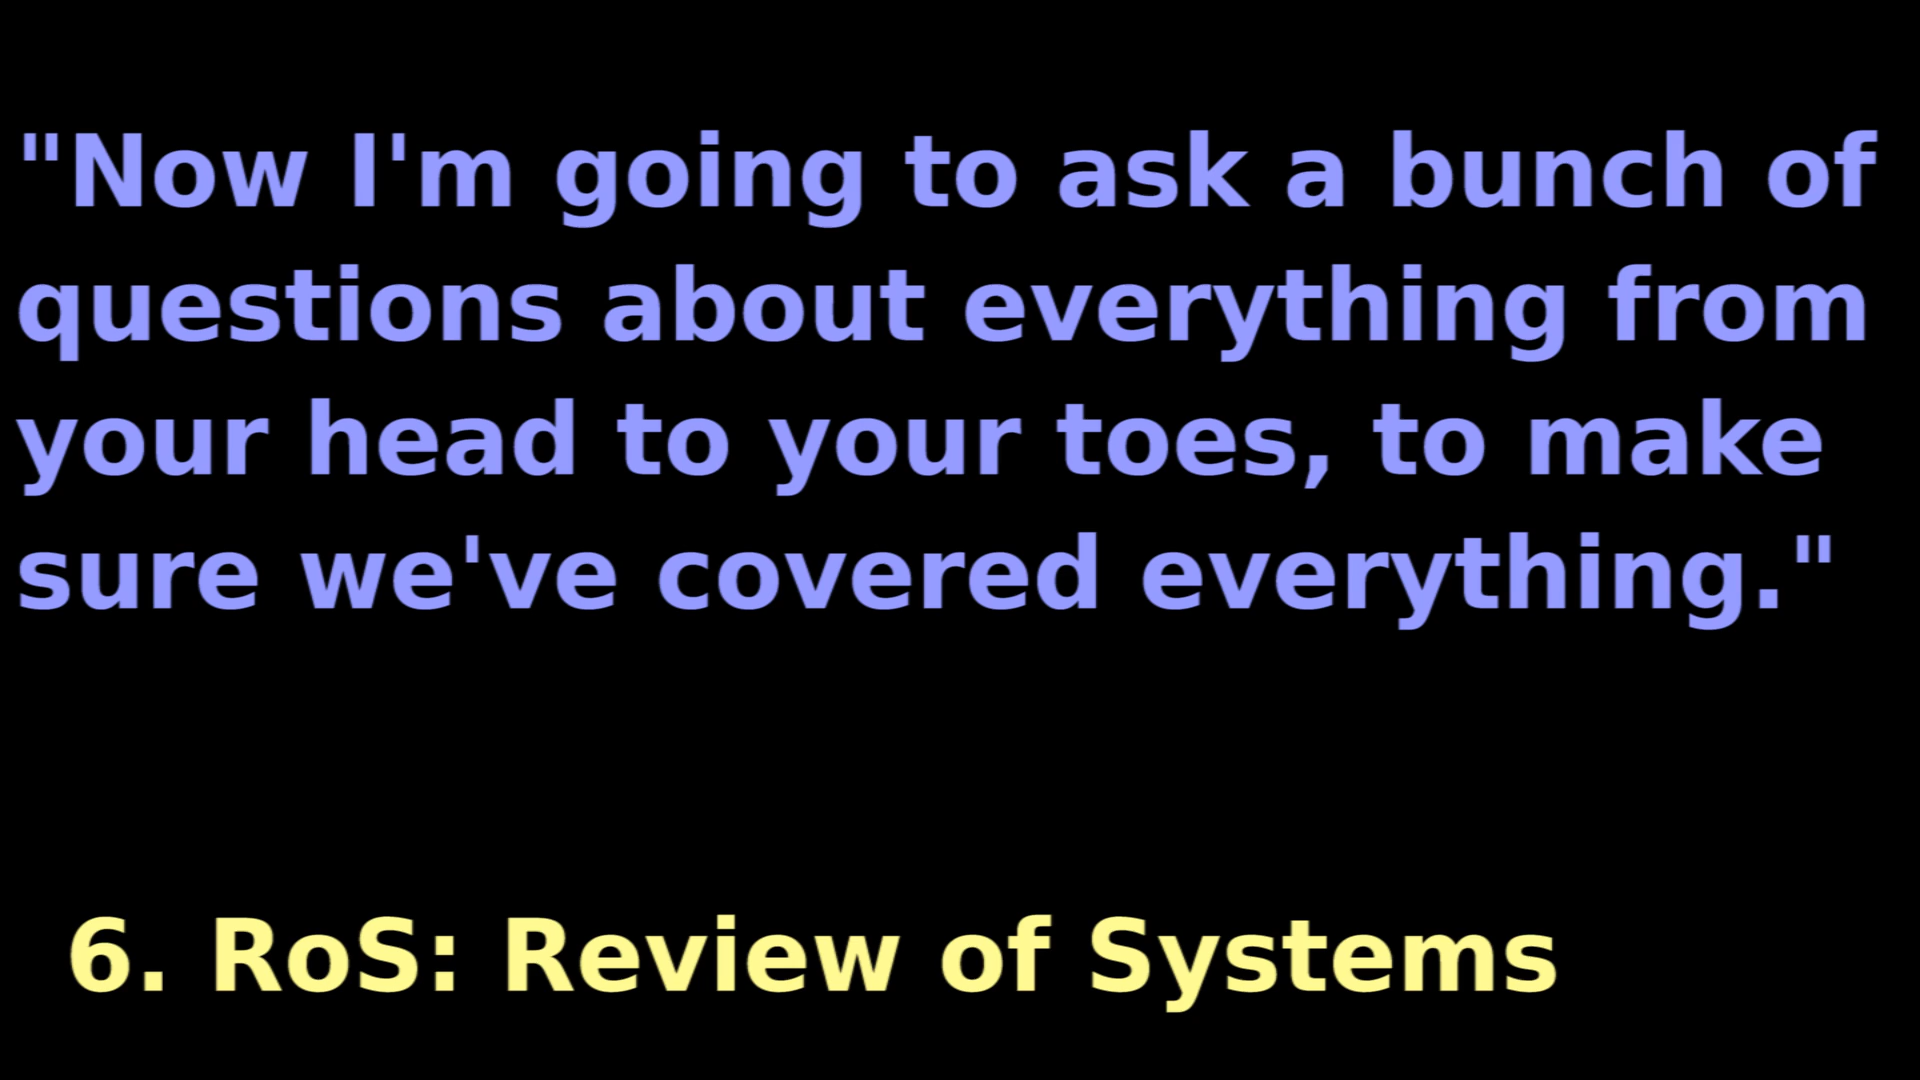 "Now I'm going to ask a bunch of
questions about everything from
your head to your toes, to make
sure we've covered everything."
6. RoS: Review of Systems